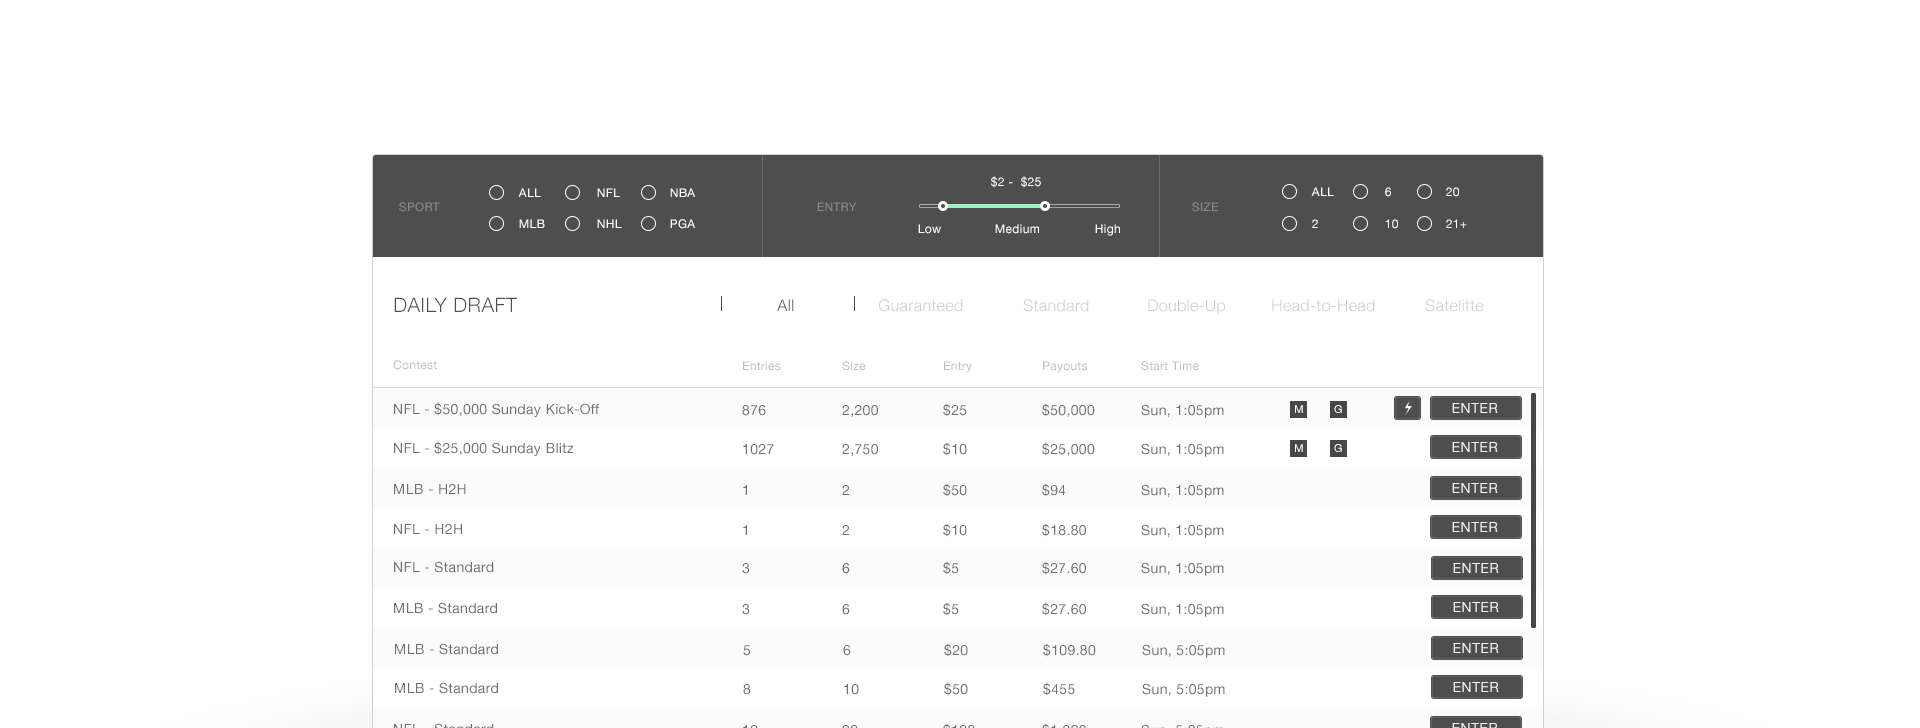 SPORT ALL NFL NBA
MLB NHL PGA
ENTRY $2 - $25
Low Medium High
SIZE ALL 6 20
2 10 21+
DAILY DRAFT All Guaranteed Standard Double-Up Head-to-Head Satelitte
Contest Entries Size Entry Payouts Start Time
NFL - $50,000 Sunday Kick-Off 876 2,200 $25 $50,000 Sun, 1:05pm M G ENTER
NFL - $25,000 Sunday Blitz 1027 2,750 $10 $25,000 Sun, 1:05pm M G ENTER
MLB - H2H 1 2 $50 $94 Sun, 1:05pm ENTER
NFL - H2H 1 2 $10 $18.80 Sun, 1:05pm ENTER
NFL - Standard 3 6 $5 $27.60 Sun, 1:05pm ENTER
MLB - Standard 3 6 $5 $27.60 Sun, 1:05pm ENTER
MLB - Standard 5 6 $20 $109.80 Sun, 5:05pm ENTER
MLB - Standard 8 10 $50 $455 Sun, 5:05pm ENTER
NFL - Standard ENTER